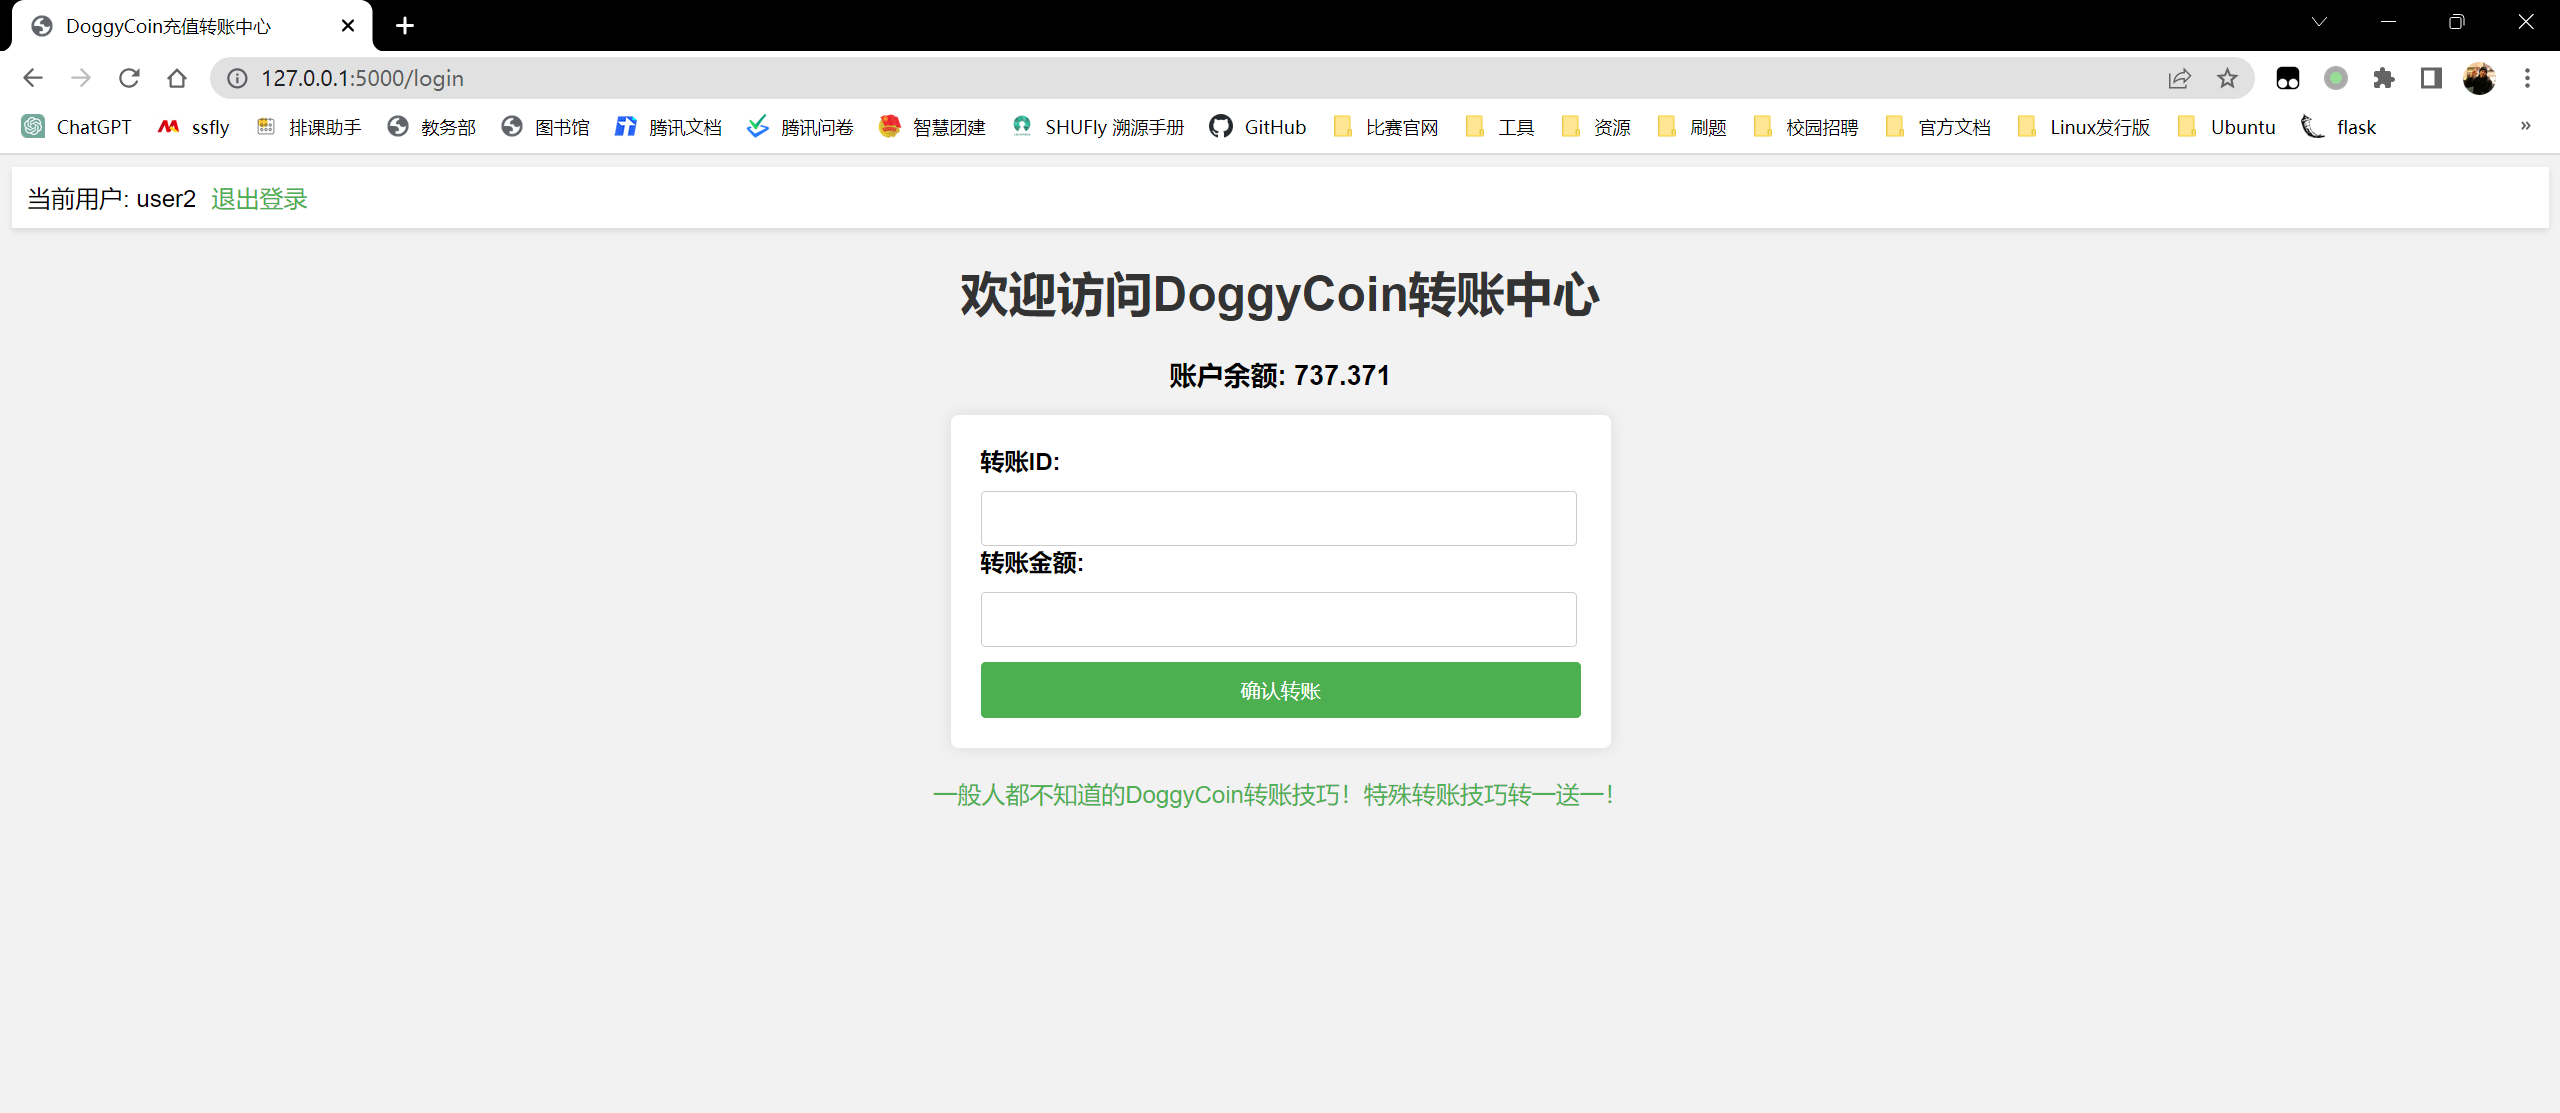 DoggyCoin充值转账中心
127.0.0.1:5000/login
ChatGPT ssfly 排课助手 教务部 图书馆 腾讯文档 腾讯问卷 智慧团建 SHUFly 溯源手册 GitHub 比赛官网 工具 资源 刷题 校园招聘 官方文档 Linux发行版 Ubuntu flask »
当前用户: user2 退出登录
欢迎访问DoggyCoin转账中心
账户余额: 737.371
转账ID:
转账金额:
确认转账
一般人都不知道的DoggyCoin转账技巧！特殊转账技巧转一送一！